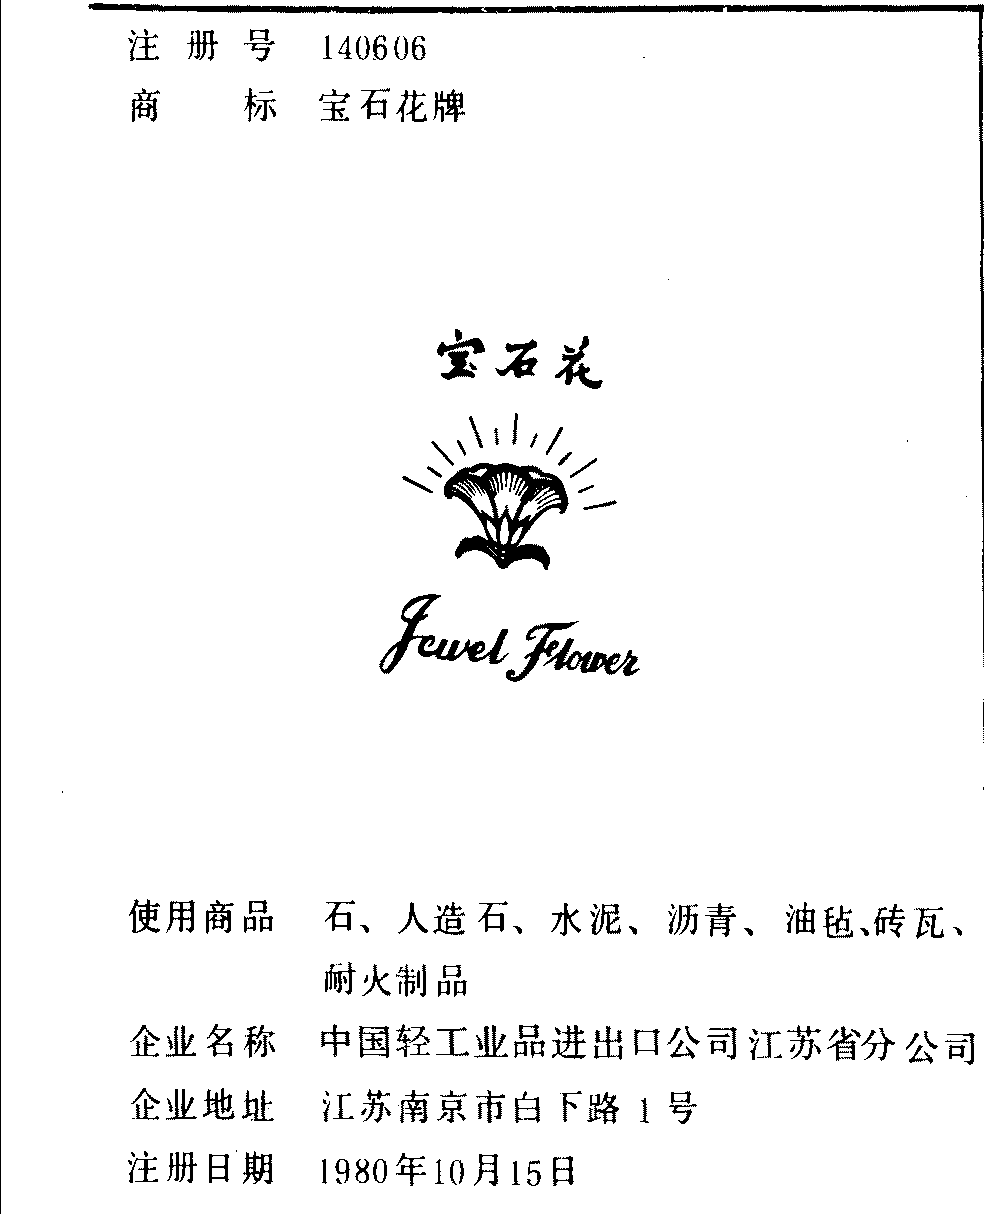 注册号 140606
商标 宝石花牌
宝石花
Jewel Flower
使用商品 石、人造石、水泥、沥青、油毡、砖瓦、
耐火制品
企业名称 中国轻工业品进出口公司江苏省分公司
企业地址 江苏南京市白下路1号
注册日期 1980年10月15日